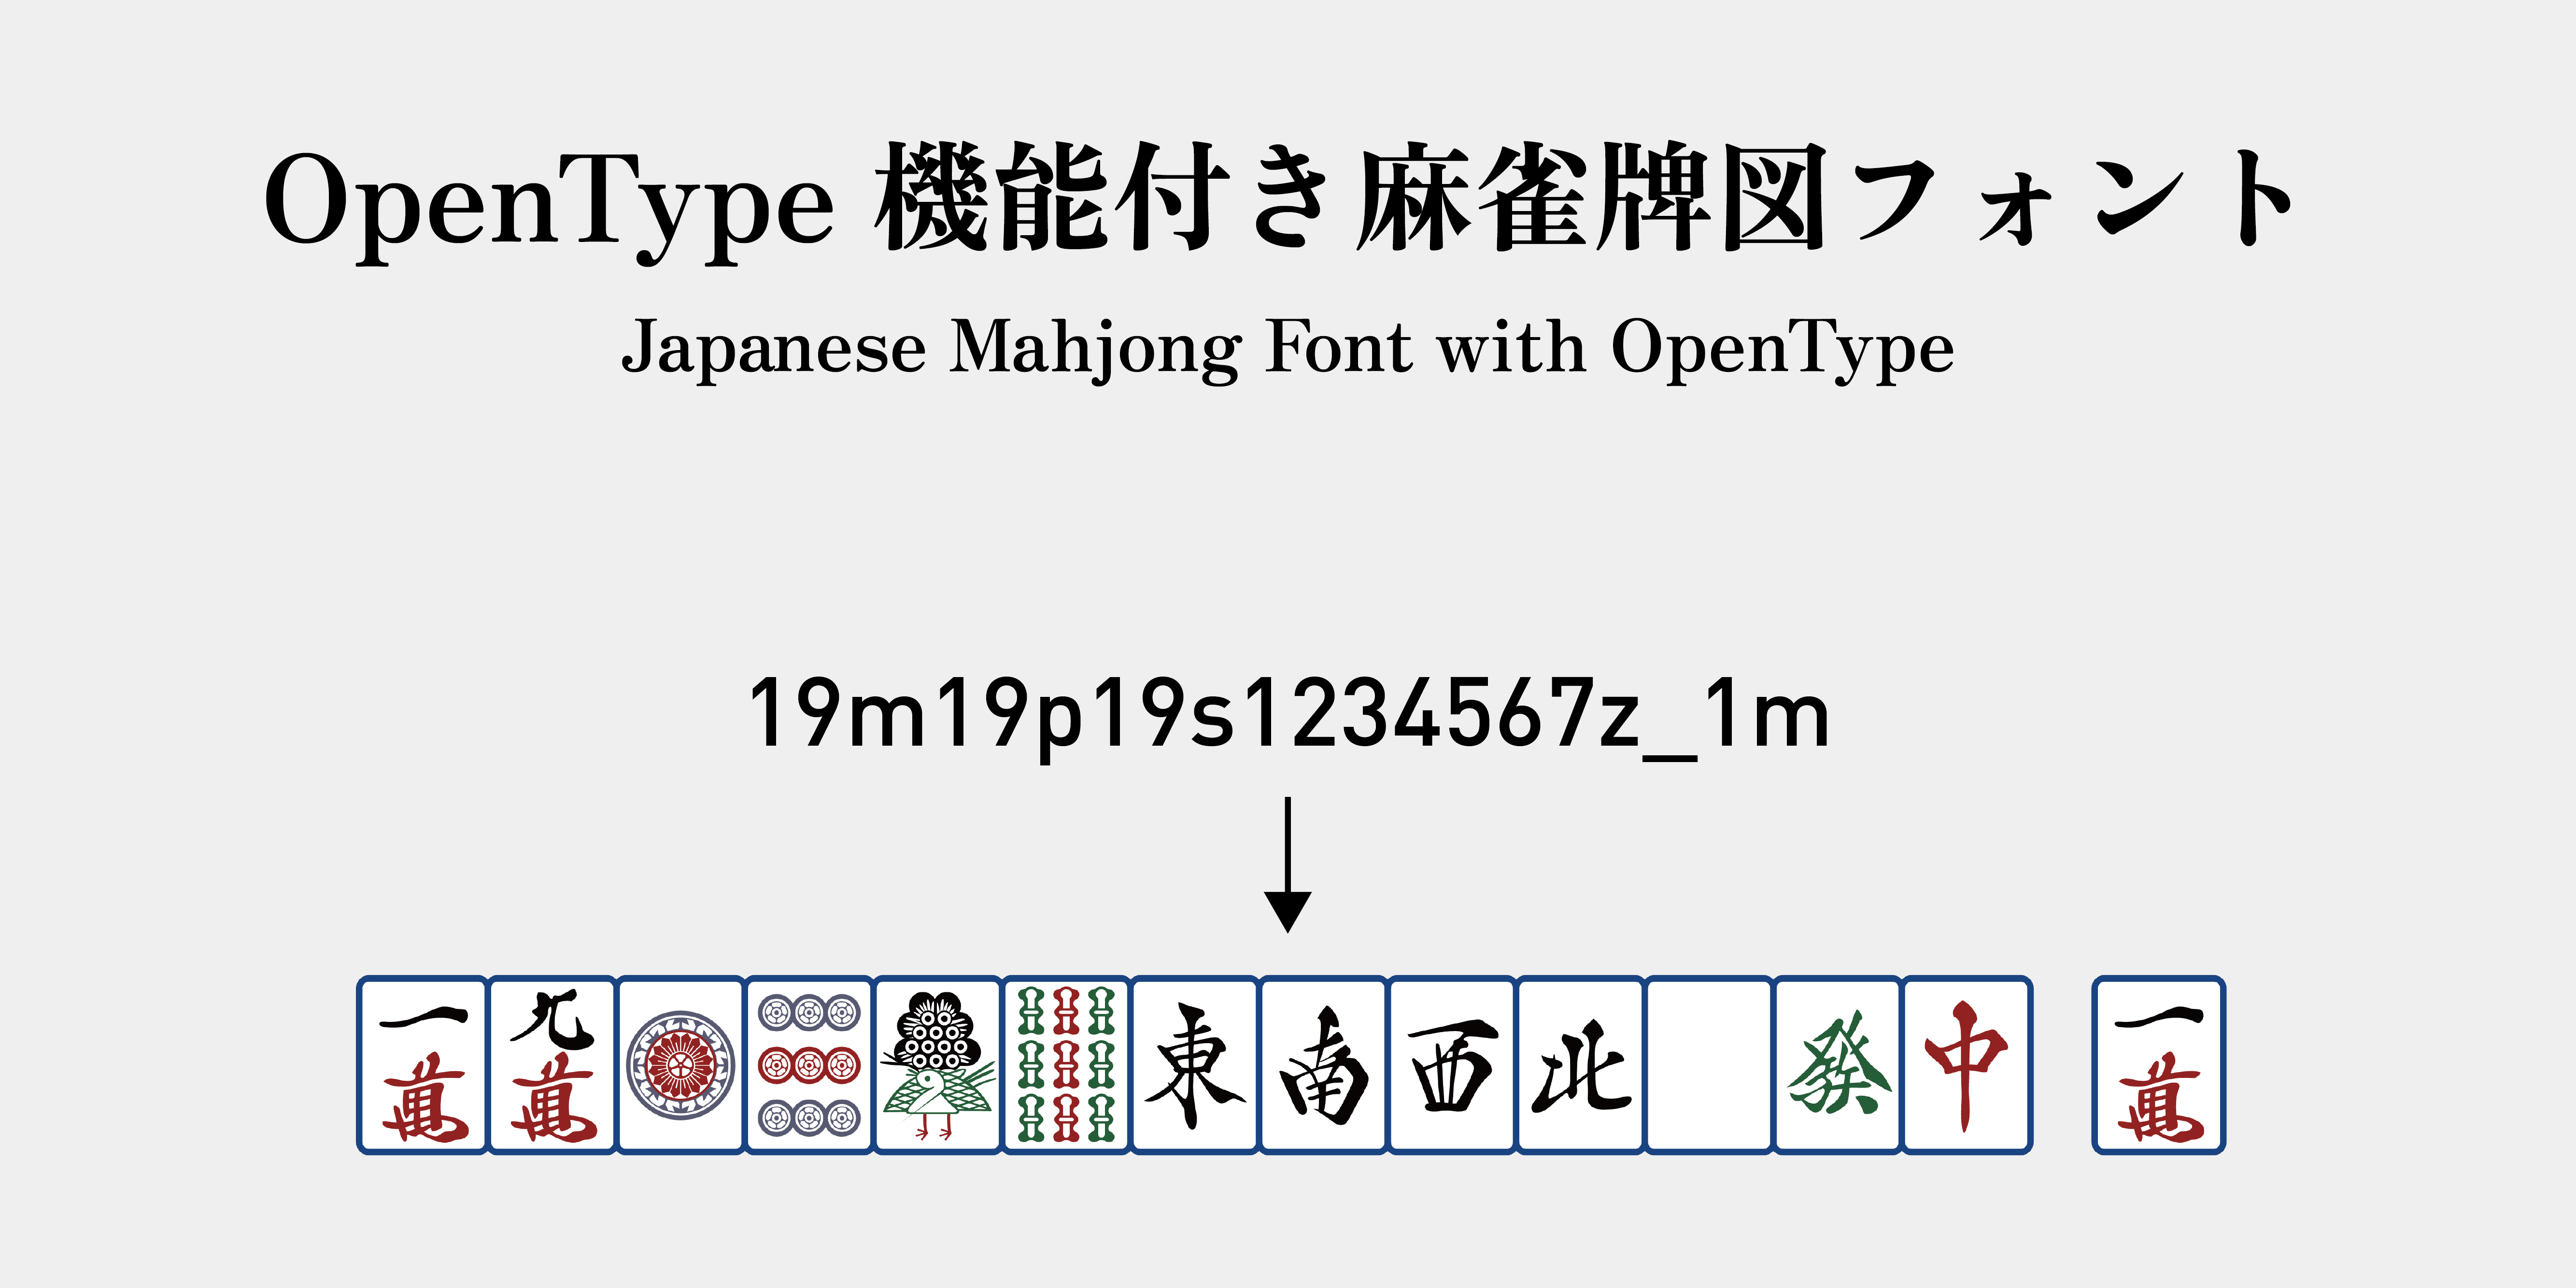 OpenType 機能付き麻雀牌図フォント
Japanese Mahjong Font with OpenType
19m19p19s1234567z_1m
一萬 九萬 東 南 西 北 發 中 一萬